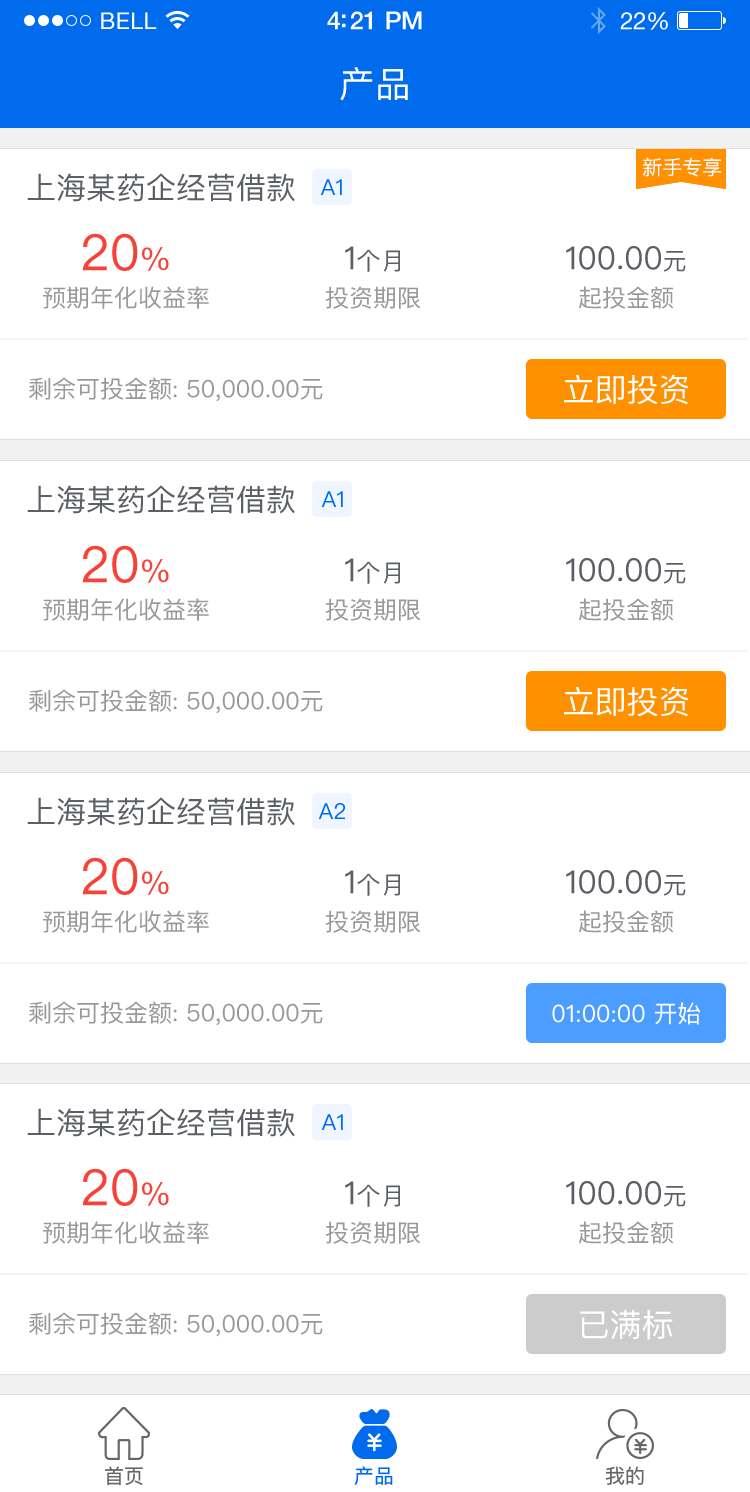 BELL 4:21 PM 22%
产品
上海某药企经营借款 A1 新手专享
20% 1个月 100.00元
预期年化收益率 投资期限 起投金额
剩余可投金额: 50,000.00元 立即投资
上海某药企经营借款 A1
20% 1个月 100.00元
预期年化收益率 投资期限 起投金额
剩余可投金额: 50,000.00元 立即投资
上海某药企经营借款 A2
20% 1个月 100.00元
预期年化收益率 投资期限 起投金额
剩余可投金额: 50,000.00元 01:00:00 开始
上海某药企经营借款 A1
20% 1个月 100.00元
预期年化收益率 投资期限 起投金额
剩余可投金额: 50,000.00元 已满标
首页 产品 我的